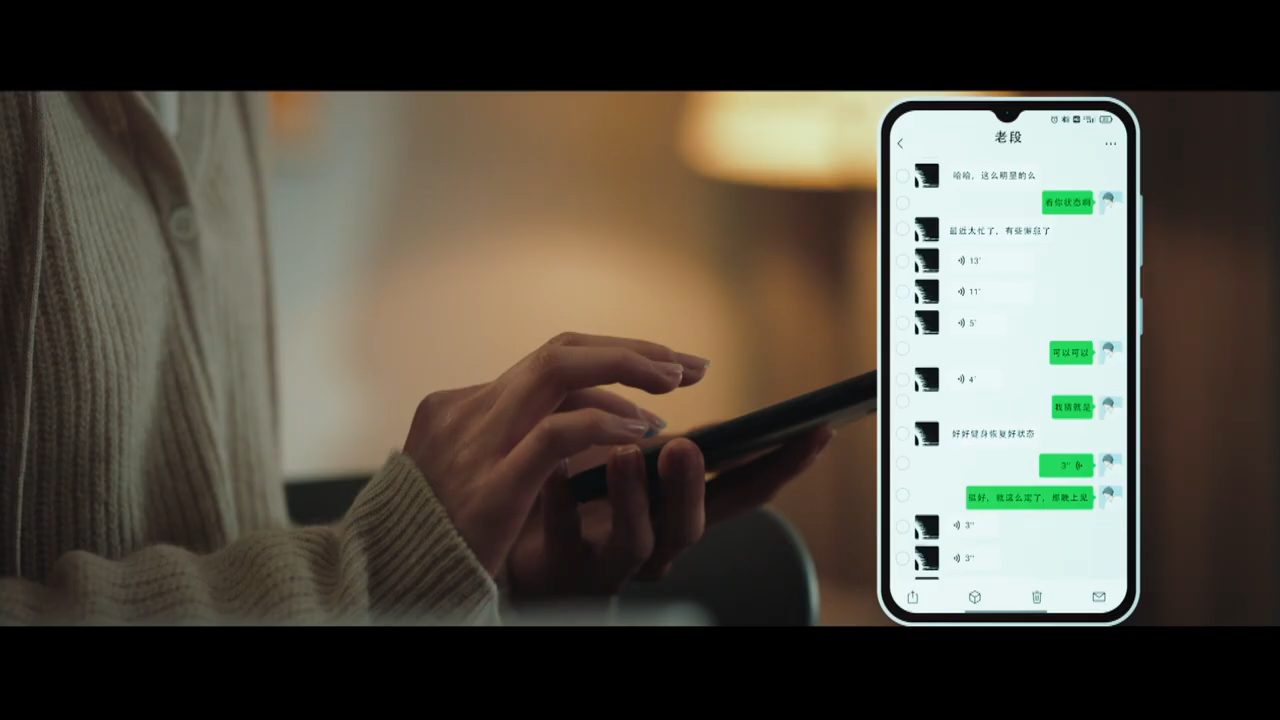 老段
哈哈，这么明显的么
看你状态啊
最近太忙了，有些懈怠了
13"
11"
5"
可以可以
4"
我猜就是
好好健身恢复好状态
3"
挺好，就这么定了，那晚上见
3"
3"